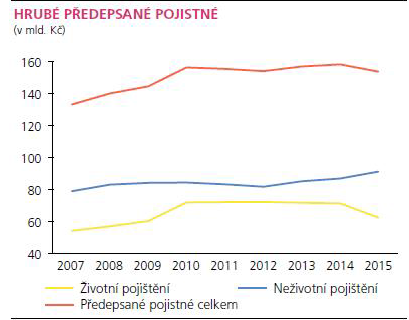 HRUBÉ PŘEDEPSANÉ POJISTNÉ
(v mld. Kč)
160
140
120
100
80
60
40
2007 2008 2009 2010 2011 2012 2013 2014 2015
Životní pojištění Neživotní pojištění
Předepsané pojistné celkem